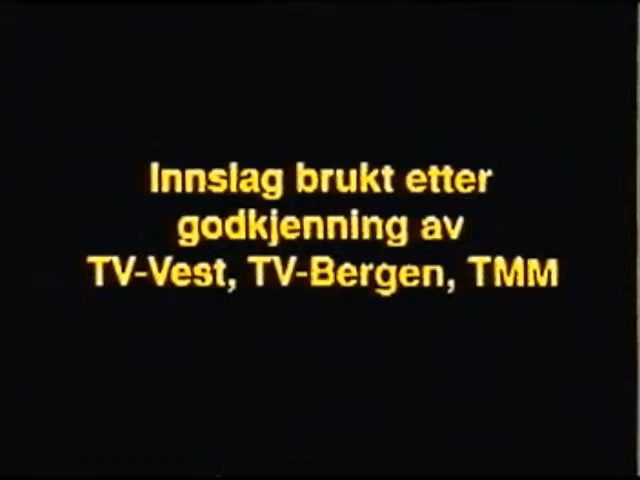 Innslag brukt etter
godkjenning av
TV-Vest, TV-Bergen, TMM